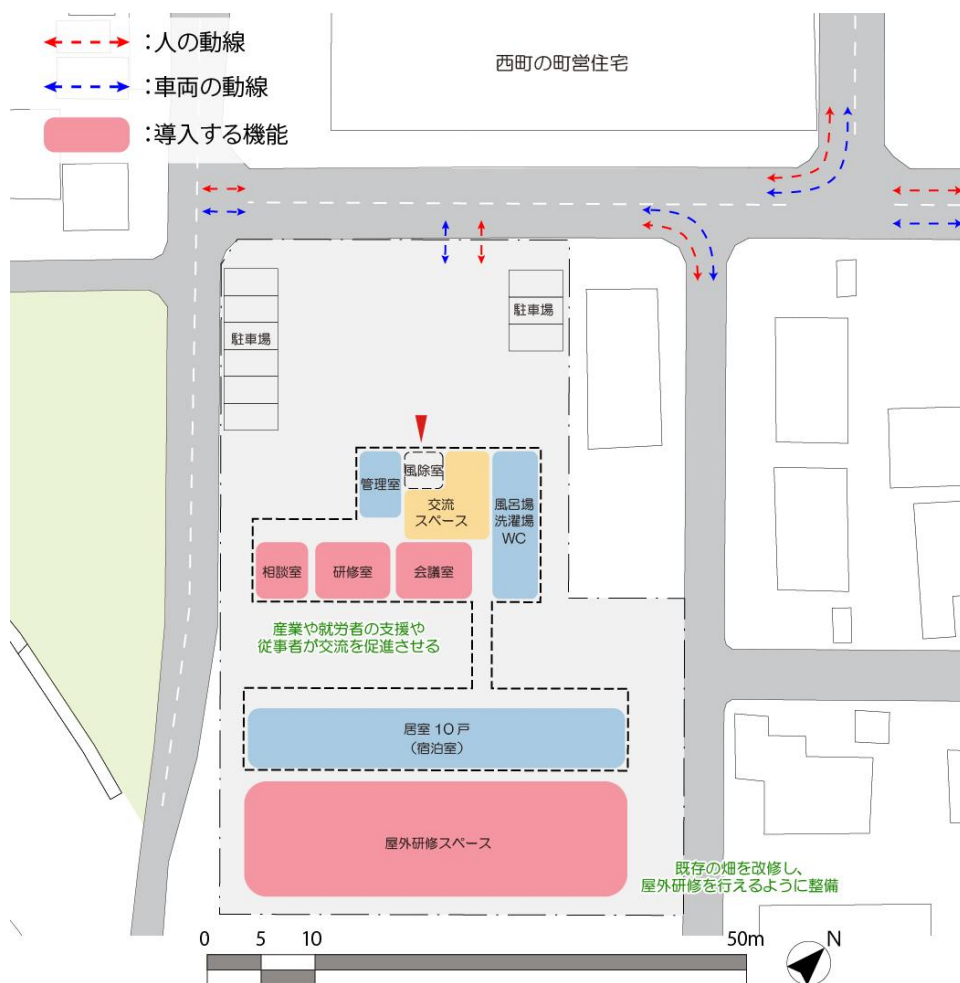 :人の動線
:車両の動線
:導入する機能
西町の町営住宅
駐車場
駐車場
風除室
管理室
交流
スペース
風呂場
洗濯場
WC
相談室
研修室
会議室
産業や就労者の支援や
従事者が交流を促進させる
居室 10戸
(宿泊室)
屋外研修スペース
既存の畑を改修し、
屋外研修を行えるように整備
0 5 10 50m
N